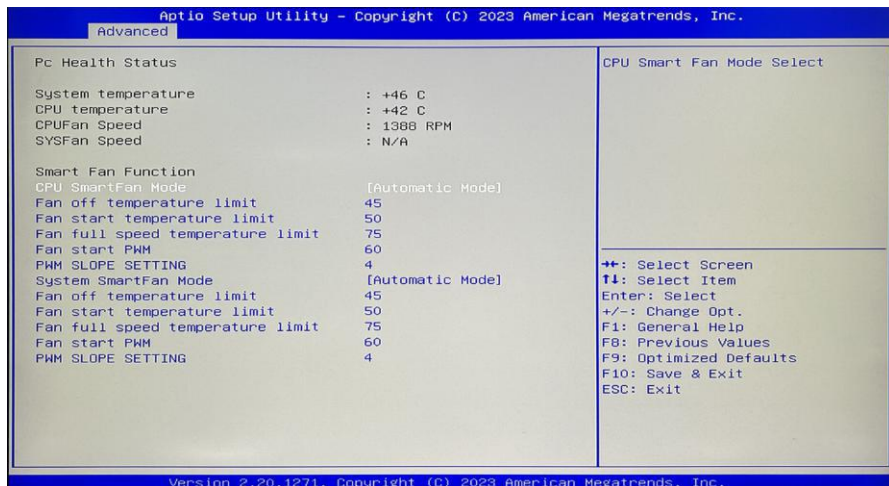 Aptio Setup Utility – Copyright (C) 2023 American Megatrends, Inc.
Advanced
Pc Health Status
System temperature : +46 C
CPU temperature : +42 C
CPUFan Speed : 1388 RPM
SYSFan Speed : N/A
Smart Fan Function
CPU SmartFan Mode [Automatic Mode]
Fan off temperature limit 45
Fan start temperature limit 50
Fan full speed temperature limit 75
Fan start PWM 60
PWM SLOPE SETTING 4
System SmartFan Mode [Automatic Mode]
Fan off temperature limit 45
Fan start temperature limit 50
Fan full speed temperature limit 75
Fan start PWM 60
PWM SLOPE SETTING 4
CPU Smart Fan Mode Select
→←: Select Screen
↑↓: Select Item
Enter: Select
+/-: Change Opt.
F1: General Help
F8: Previous Values
F9: Optimized Defaults
F10: Save & Exit
ESC: Exit
Version 2.20.1271. Copyright (C) 2023 American Megatrends, Inc.